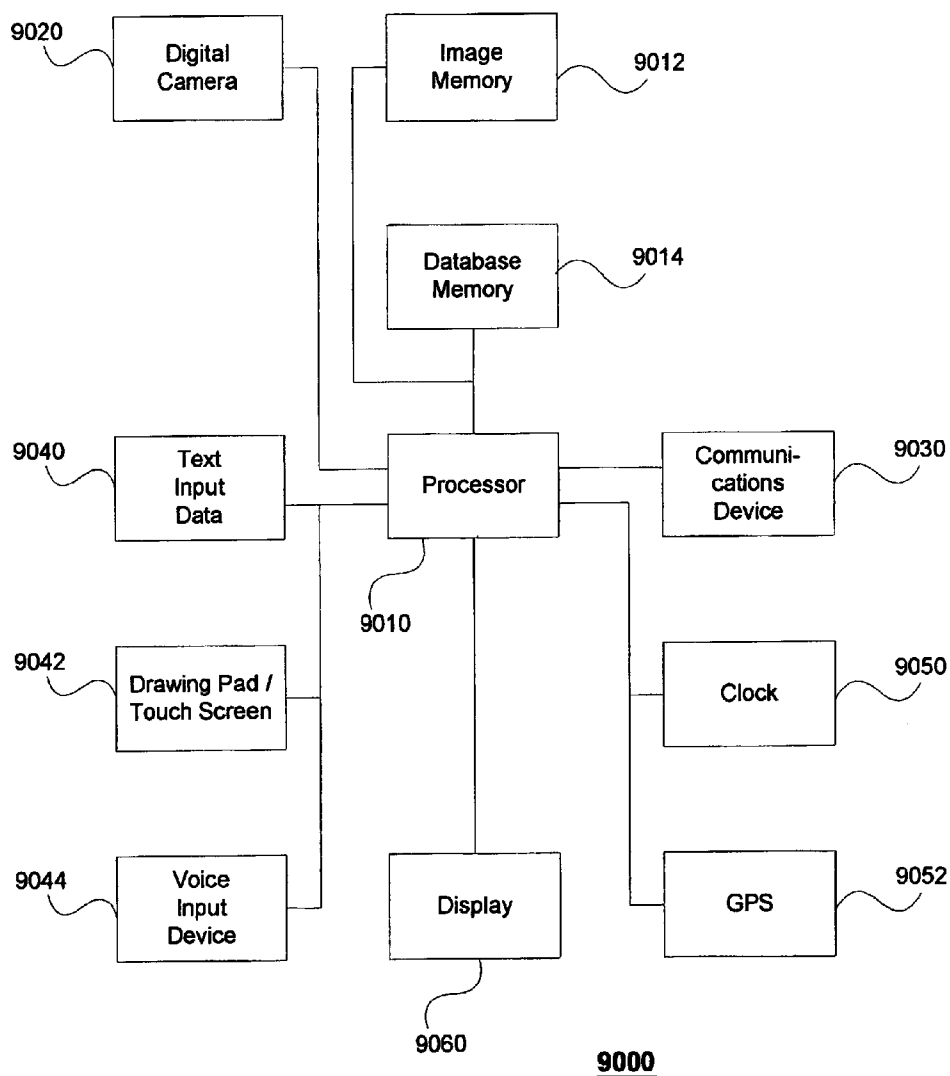 9020
Digital
Camera
Image
Memory
9012
Database
Memory
9014
9040
Text
Input
Data
Processor
9010
Communi-
cations
Device
9030
9042
Drawing Pad /
Touch Screen
Clock
9050
9044
Voice
Input
Device
Display
9060
GPS
9052
9000